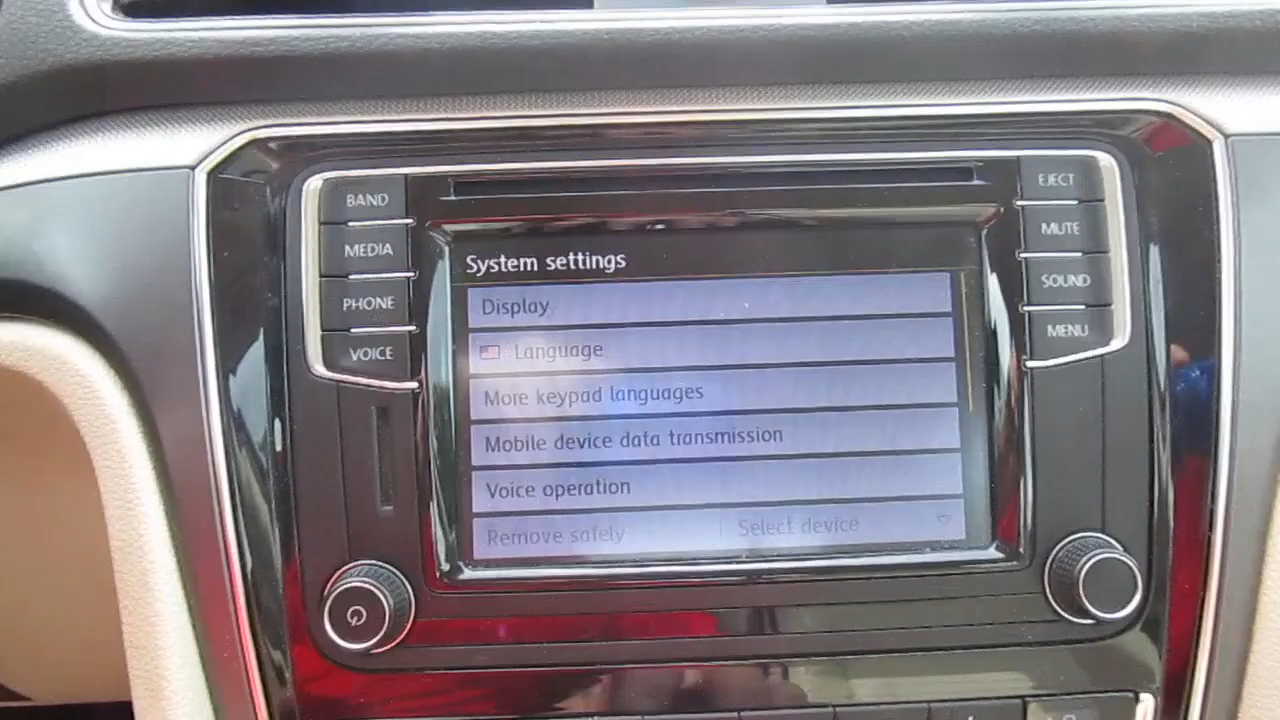 BAND
MEDIA
PHONE
VOICE
System settings
Display
Language
More keypad languages
Mobile device data transmission
Voice operation
Remove safely Select device
EJECT
MUTE
SOUND
MENU